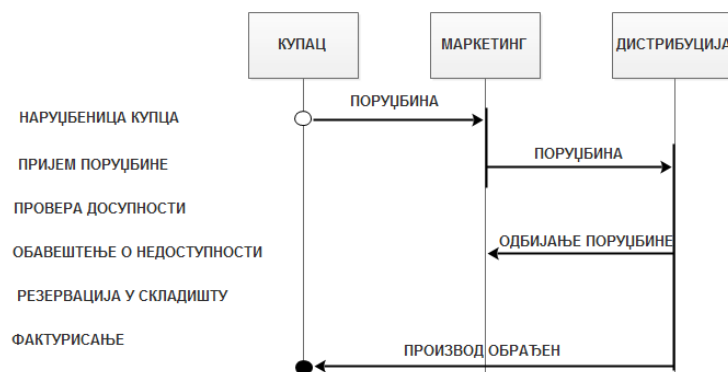 КУПАЦ
МАРКЕТИНГ
ДИСТРИБУЦИЈА
ПОРУЏБИНА
НАРУЏБЕНИЦА КУПЦА
ПОРУЏБИНА
ПРИЈЕМ ПОРУЏБИНЕ
ПРОВЕРА ДОСУПНОСТИ
ОДБИЈАЊЕ ПОРУЏБИНЕ
ОБАВЕШТЕЊЕ О НЕДОСТУПНОСТИ
РЕЗЕРВАЦИЈА У СКЛАДИШТУ
ФАКТУРИСАЊЕ
ПРОИЗВОД ОБРАЂЕН